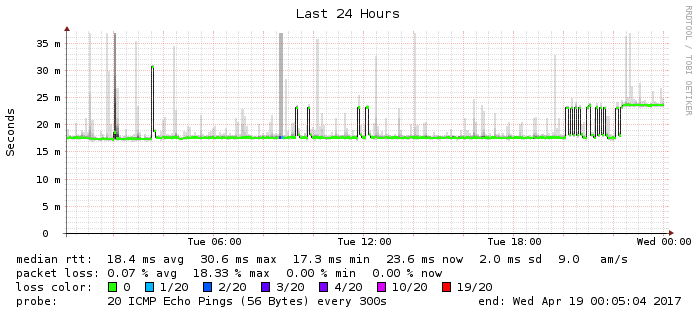 Last 24 Hours
RRDTOOL / TOBI OETIKER
Seconds
35 m
30 m
25 m
20 m
15 m
10 m
5 m
0
Tue 06:00 Tue 12:00 Tue 18:00 Wed 00:00
median rtt: 18.4 ms avg 30.6 ms max 17.3 ms min 23.6 ms now 2.0 ms sd 9.0 am/s
packet loss: 0.07 % avg 18.33 % max 0.00 % min 0.00 % now
loss color: 0 1/20 2/20 3/20 4/20 10/20 19/20
probe: 20 ICMP Echo Pings (56 Bytes) every 300s end: Wed Apr 19 00:05:04 2017